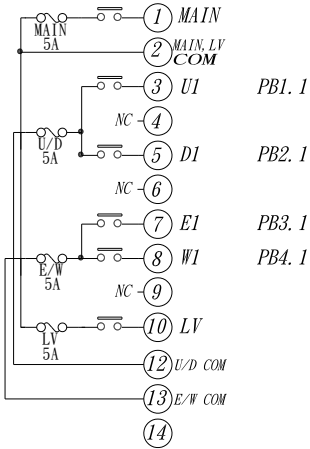 1 MAIN
MAIN
5A
2 MAIN, LV
COM
3 U1 PB1. 1
NC 4
U/D
5A
5 D1 PB2. 1
NC 6
7 E1 PB3. 1
8 W1 PB4. 1
E/W
5A
NC 9
10 LV
LV
5A
12 U/D COM
13 E/W COM
14